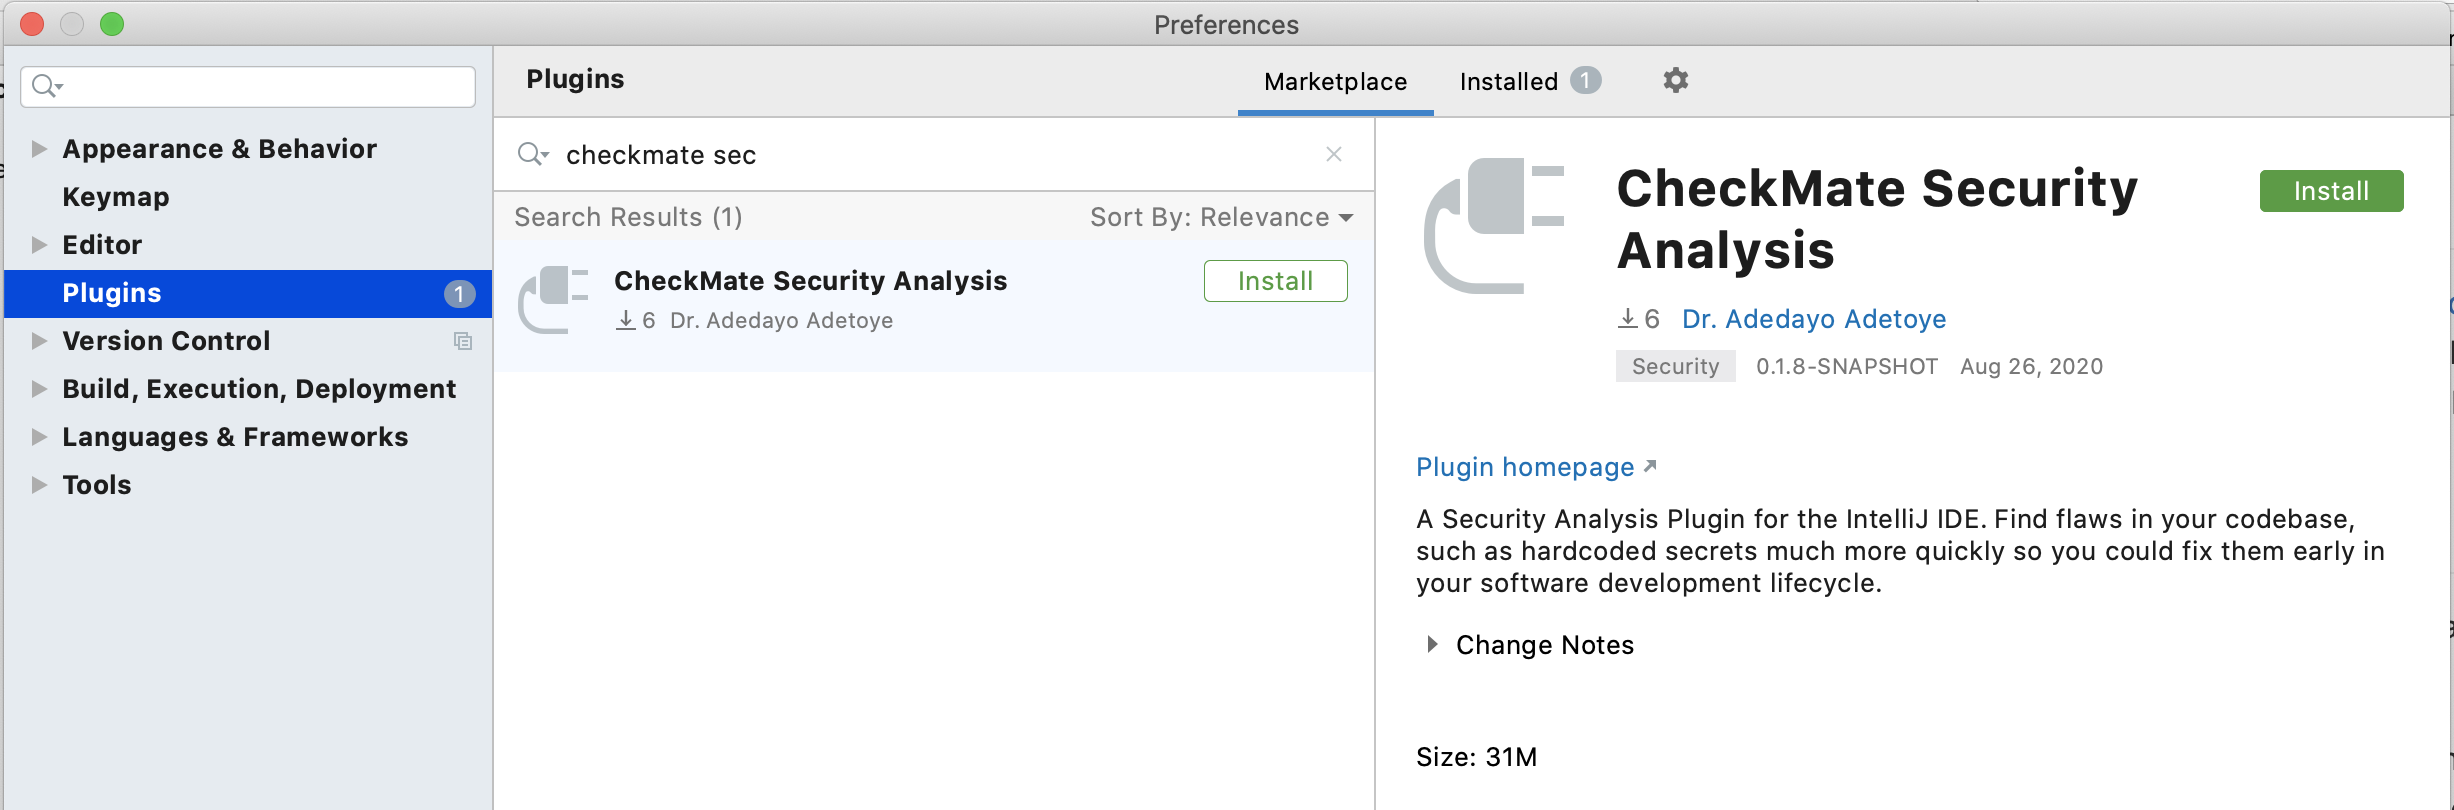 Preferences
Appearance & Behavior
Keymap
Editor
Plugins 1
Version Control
Build, Execution, Deployment
Languages & Frameworks
Tools
Plugins
Marketplace
Installed 1
checkmate sec
Search Results (1)
Sort By: Relevance
CheckMate Security Analysis
Install
6 Dr. Adedayo Adetoye
CheckMate Security
Analysis
Install
6 Dr. Adedayo Adetoye
Security 0.1.8-SNAPSHOT Aug 26, 2020
Plugin homepage
A Security Analysis Plugin for the IntelliJ IDE. Find flaws in your codebase,
such as hardcoded secrets much more quickly so you could fix them early in
your software development lifecycle.
Change Notes
Size: 31M